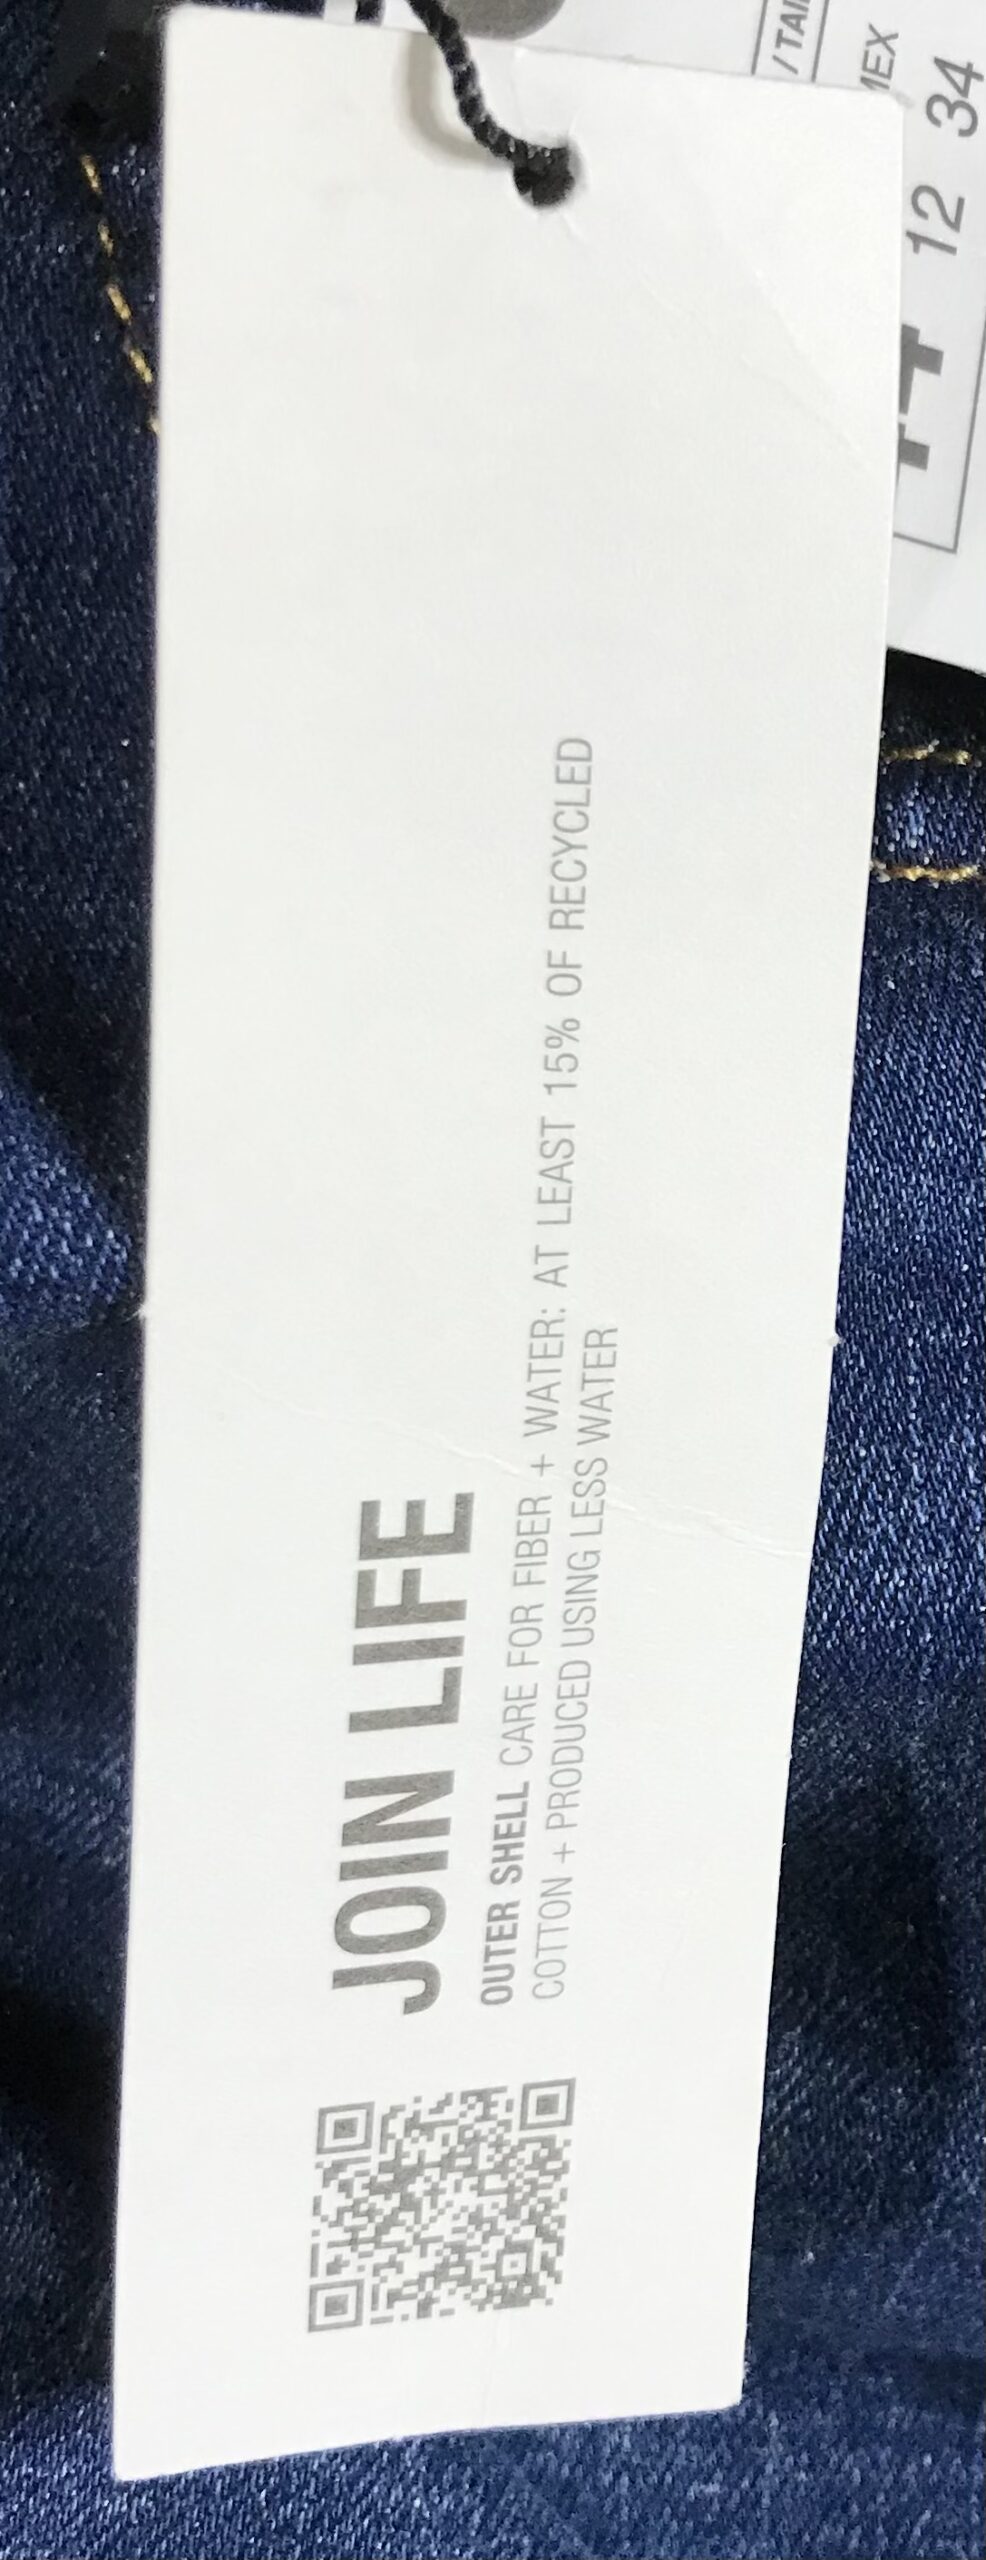 JOIN LIFE
OUTER SHELL CARE FOR FIBER + WATER: AT LEAST 15% OF RECYCLED
COTTON + PRODUCED USING LESS WATER
12 34